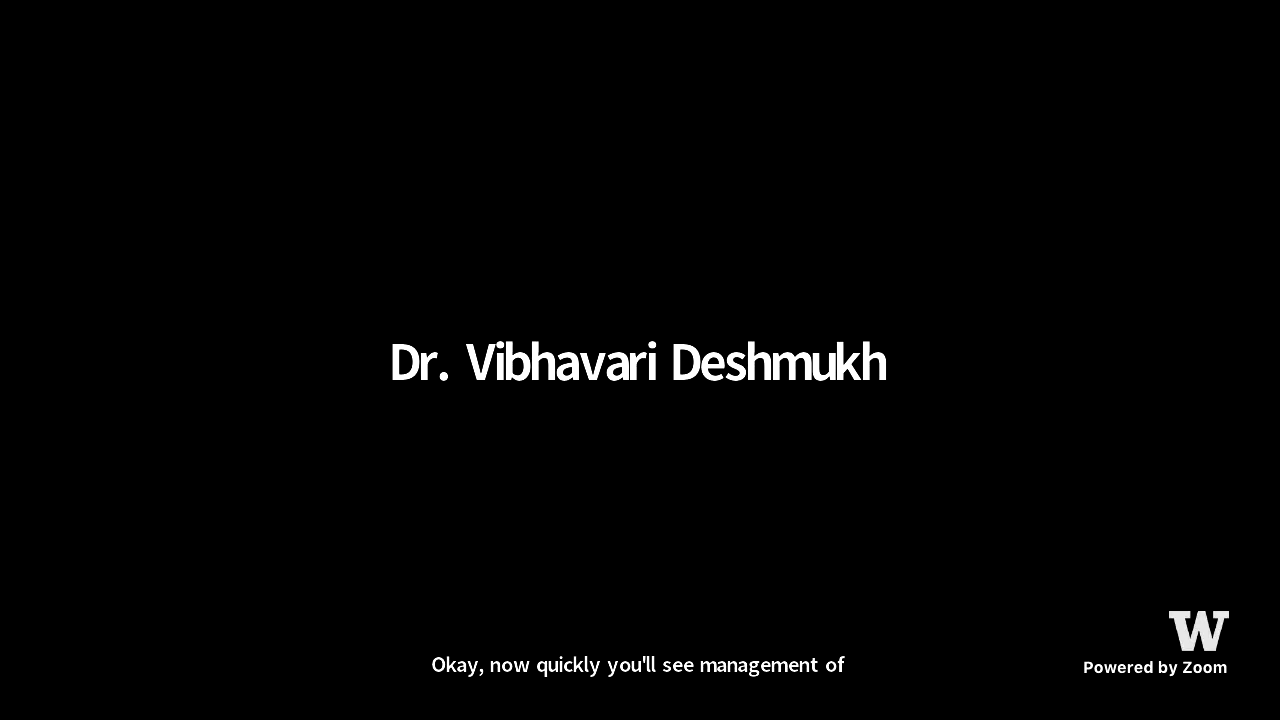 Dr. Vibhavari Deshmukh
W
Okay, now quickly you'll see management of
Powered by Zoom